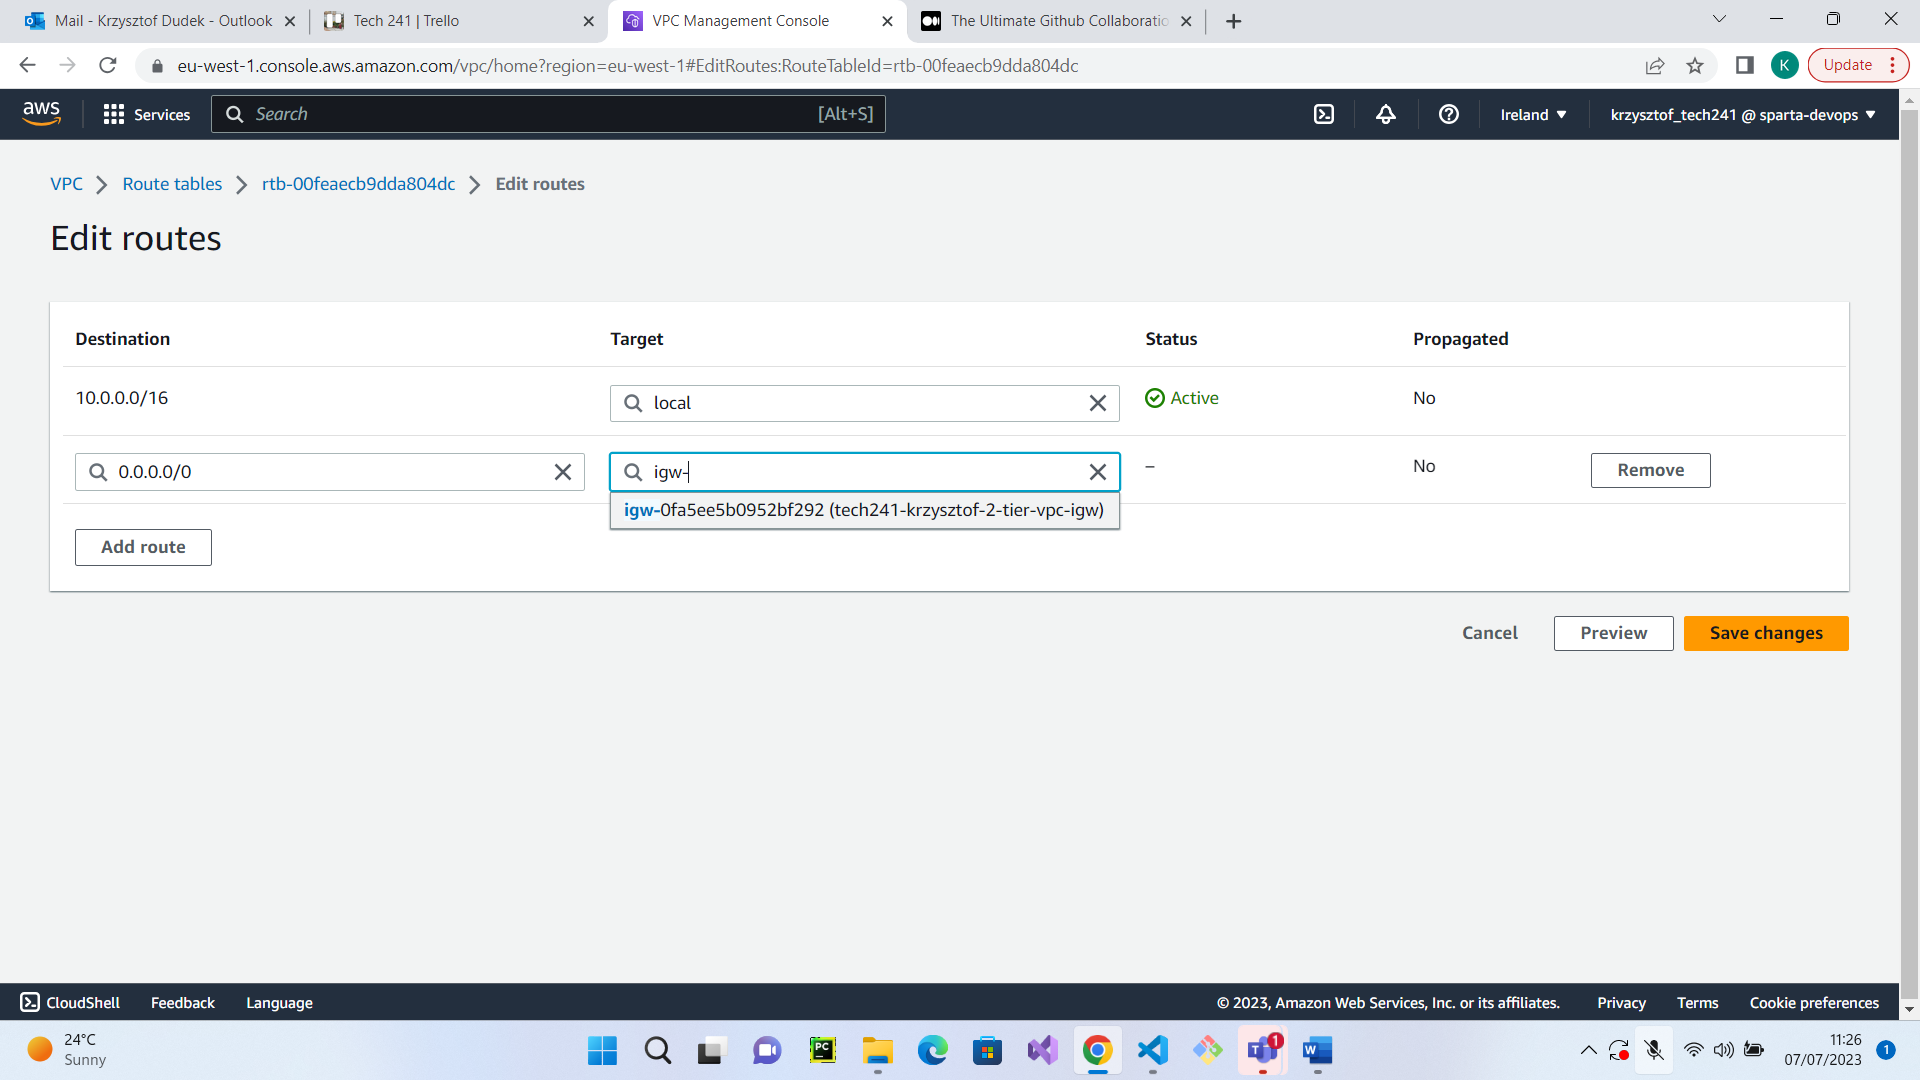 Mail - Krzysztof Dudek - Outlook
Tech 241 | Trello
VPC Management Console
The Ultimate Github Collaboratio
eu-west-1.console.aws.amazon.com/vpc/home?region=eu-west-1#EditRoutes:RouteTableId=rtb-00feaecb9dda804dc
K
Update
aws
Services
Search
[Alt+S]
Ireland
krzysztof_tech241 @ sparta-devops
VPC
Route tables
rtb-00feaecb9dda804dc
Edit routes
Edit routes
Destination
Target
Status
Propagated
10.0.0.0/16
local
Active
No
0.0.0.0/0
igw-
–
No
Remove
igw-0fa5ee5b0952bf292 (tech241-krzysztof-2-tier-vpc-igw)
Add route
Cancel
Preview
Save changes
CloudShell
Feedback
Language
© 2023, Amazon Web Services, Inc. or its affiliates.
Privacy
Terms
Cookie preferences
24°C
Sunny
PC
T
1
W
11:26
07/07/2023
1